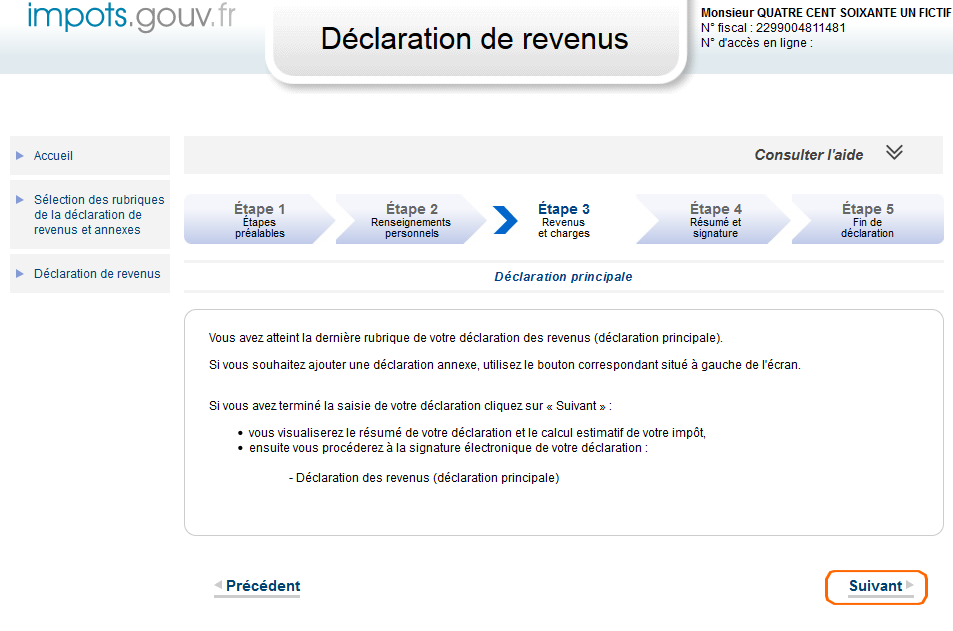 impots.gouv.fr
Déclaration de revenus
Monsieur QUATRE CENT SOIXANTE UN FICTIF
N° fiscal : 2299004811481
N° d'accès en ligne :
Accueil
Sélection des rubriques
de la déclaration de
revenus et annexes
Déclaration de revenus
Consulter l'aide
Étape 1
Étapes
préalables
Étape 2
Renseignements
personnels
Étape 3
Revenus
et charges
Étape 4
Résumé et
signature
Étape 5
Fin de
déclaration
Déclaration principale
Vous avez atteint la dernière rubrique de votre déclaration des revenus (déclaration principale).
Si vous souhaitez ajouter une déclaration annexe, utilisez le bouton correspondant situé à gauche de l'écran.
Si vous avez terminé la saisie de votre déclaration cliquez sur « Suivant » :
• vous visualiserez le résumé de votre déclaration et le calcul estimatif de votre impôt,
• ensuite vous procéderez à la signature électronique de votre déclaration :
- Déclaration des revenus (déclaration principale)
Précédent
Suivant